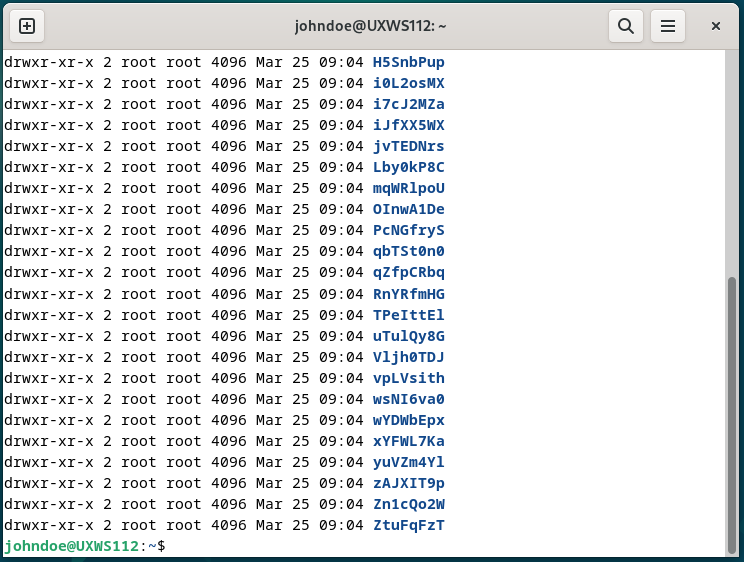 johndoe@UXWS112: ~
drwxr-xr-x 2 root root 4096 Mar 25 09:04 H5SnbPup
drwxr-xr-x 2 root root 4096 Mar 25 09:04 i0L2osMX
drwxr-xr-x 2 root root 4096 Mar 25 09:04 i7cJ2MZa
drwxr-xr-x 2 root root 4096 Mar 25 09:04 iJfXX5WX
drwxr-xr-x 2 root root 4096 Mar 25 09:04 jvTEDNrs
drwxr-xr-x 2 root root 4096 Mar 25 09:04 Lby0kP8C
drwxr-xr-x 2 root root 4096 Mar 25 09:04 mqWRlpoU
drwxr-xr-x 2 root root 4096 Mar 25 09:04 OInwA1De
drwxr-xr-x 2 root root 4096 Mar 25 09:04 PcNGfryS
drwxr-xr-x 2 root root 4096 Mar 25 09:04 qbTSt0n0
drwxr-xr-x 2 root root 4096 Mar 25 09:04 qZfpCRbq
drwxr-xr-x 2 root root 4096 Mar 25 09:04 RnYRfmHG
drwxr-xr-x 2 root root 4096 Mar 25 09:04 TPeIttEl
drwxr-xr-x 2 root root 4096 Mar 25 09:04 uTulQy8G
drwxr-xr-x 2 root root 4096 Mar 25 09:04 Vljh0TDJ
drwxr-xr-x 2 root root 4096 Mar 25 09:04 vpLVsith
drwxr-xr-x 2 root root 4096 Mar 25 09:04 wsNI6va0
drwxr-xr-x 2 root root 4096 Mar 25 09:04 wYDWbEpx
drwxr-xr-x 2 root root 4096 Mar 25 09:04 xYFWL7Ka
drwxr-xr-x 2 root root 4096 Mar 25 09:04 yuVZm4Yl
drwxr-xr-x 2 root root 4096 Mar 25 09:04 zAJXIT9p
drwxr-xr-x 2 root root 4096 Mar 25 09:04 Zn1cQo2W
drwxr-xr-x 2 root root 4096 Mar 25 09:04 ZtuFqFzT
johndoe@UXWS112:~$